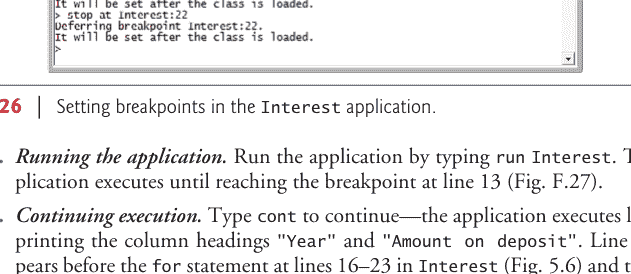 It will be set after the class is loaded.
> stop at Interest:22
Deferring breakpoint Interest:22.
It will be set after the class is loaded.
>
26 | Setting breakpoints in the Interest application.
. Running the application. Run the application by typing run Interest. T
plication executes until reaching the breakpoint at line 13 (Fig. F.27).
. Continuing execution. Type cont to continue—the application executes l
printing the column headings "Year" and "Amount on deposit". Line
pears before the for statement at lines 16–23 in Interest (Fig. 5.6) and t